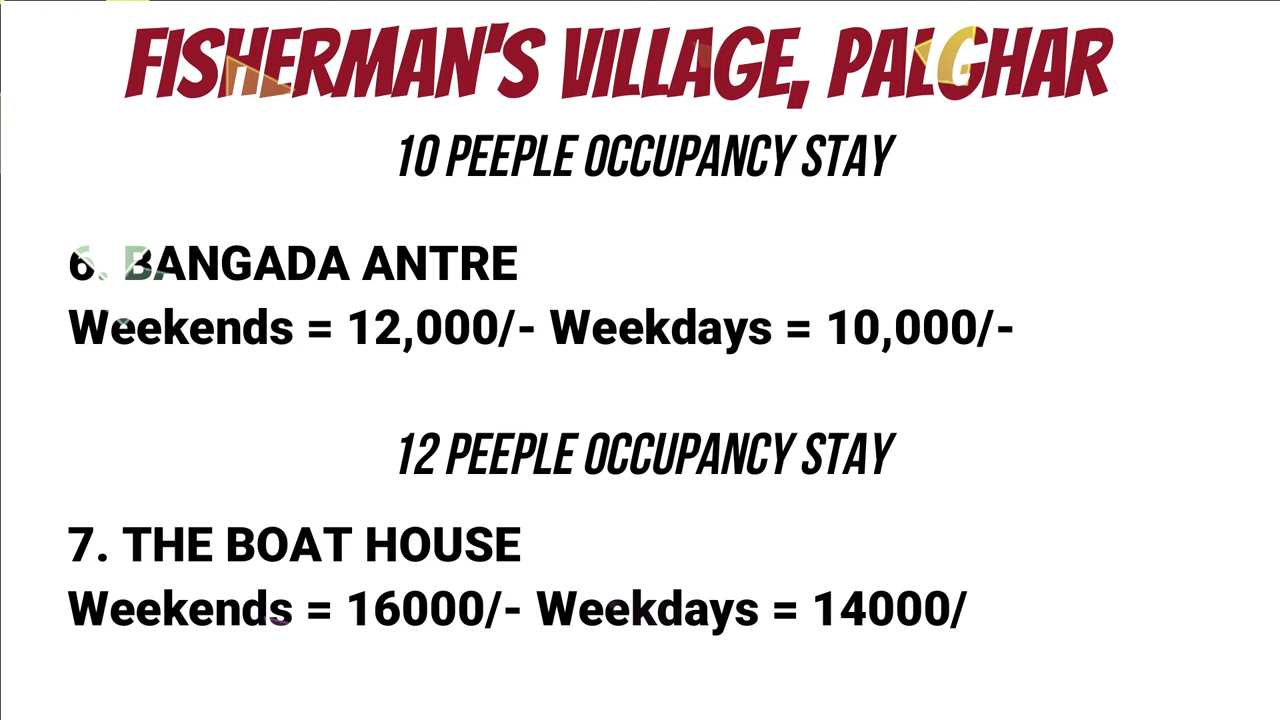 FISHERMAN'S VILLAGE, PALGHAR
10 PEEPLE OCCUPANCY STAY
6. BANGADA ANTRE
Weekends = 12,000/- Weekdays = 10,000/-
12 PEEPLE OCCUPANCY STAY
7. THE BOAT HOUSE
Weekends = 16000/- Weekdays = 14000/